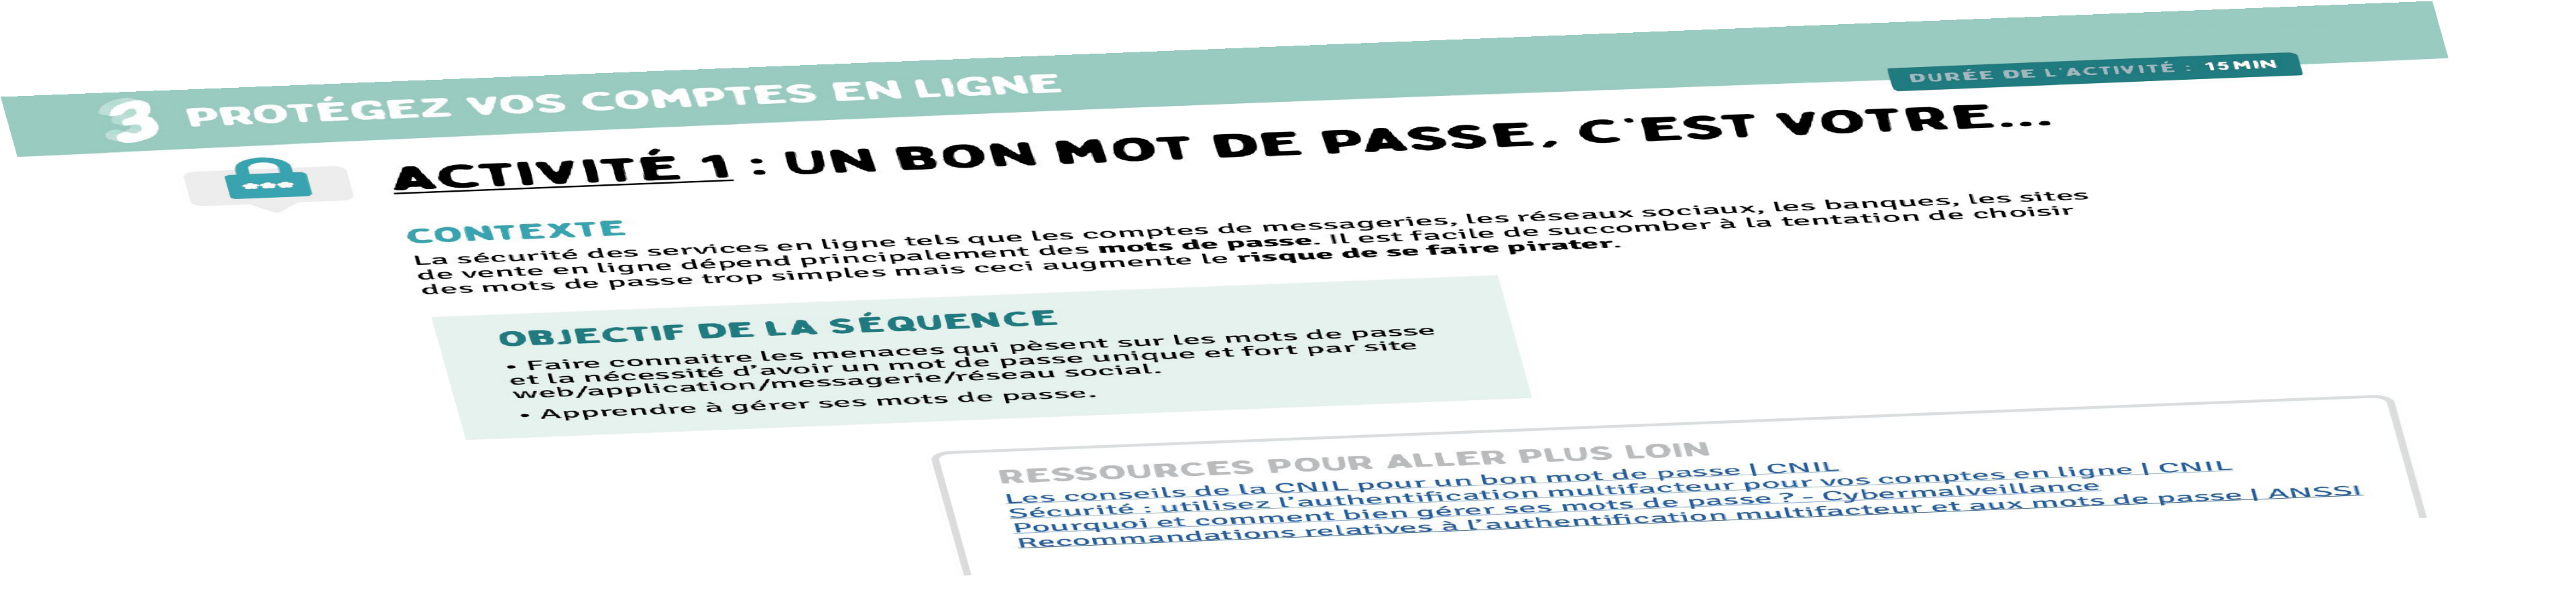 3 PROTÉGEZ VOS COMPTES EN LIGNE
DURÉE DE L'ACTIVITÉ : 15 MIN
ACTIVITÉ 1 : UN BON MOT DE PASSE, C'EST VOTRE...
CONTEXTE
La sécurité des services en ligne tels que les comptes de messageries, les réseaux sociaux, les banques, les sites
de vente en ligne dépend principalement des mots de passe. Il est facile de succomber à la tentation de choisir
des mots de passe trop simples mais ceci augmente le risque de se faire pirater.
OBJECTIF DE LA SÉQUENCE
• Faire connaitre les menaces qui pèsent sur les mots de passe
et la nécessité d'avoir un mot de passe unique et fort par site
web/application/messagerie/réseau social.
• Apprendre à gérer ses mots de passe.
RESSOURCES POUR ALLER PLUS LOIN
Les conseils de la CNIL pour un bon mot de passe | CNIL
Sécurité : utilisez l'authentification multifacteur pour vos comptes en ligne | CNIL
Pourquoi et comment bien gérer ses mots de passe ? - Cybermalveillance
Recommandations relatives à l'authentification multifacteur et aux mots de passe | ANSSI